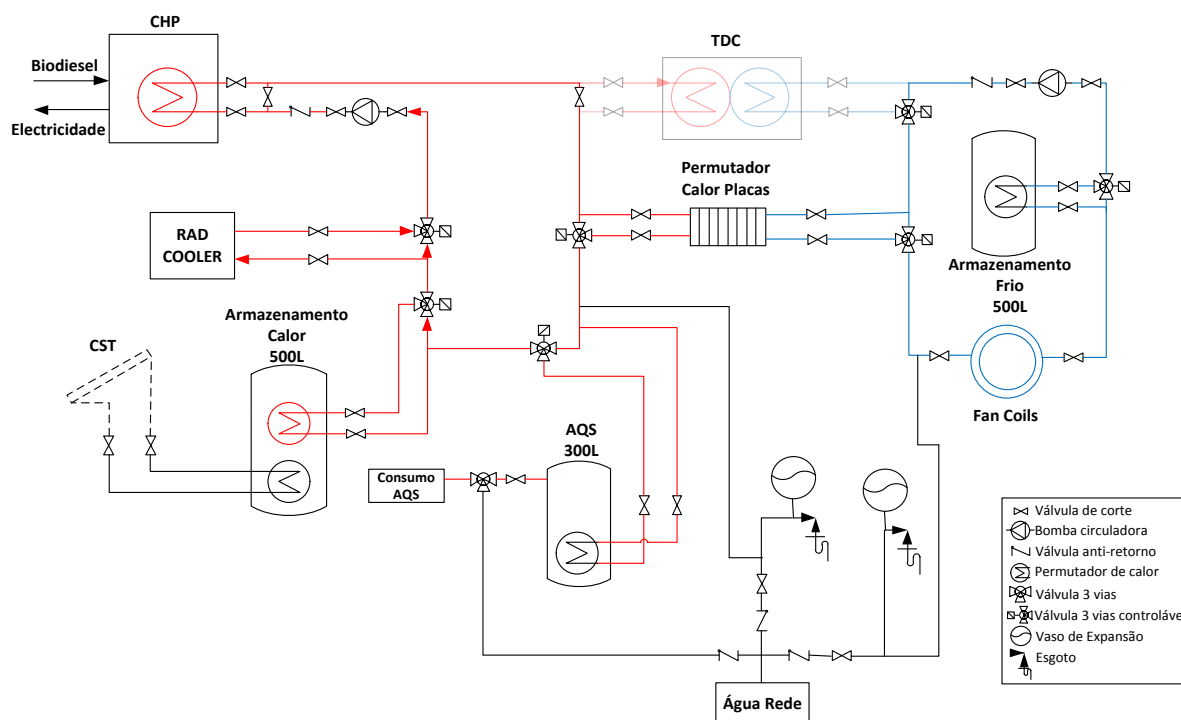 CHP
TDC
Biodiesel
Electricidade
Permutador
Calor Placas
RAD
COOLER
Armazenamento
Frio
500L
Armazenamento
Calor
500L
CST
Fan Coils
AQS
300L
Consumo
AQS
Água Rede
Válvula de corte
Bomba circuladora
Válvula anti-retorno
Permutador de calor
Válvula 3 vias
Válvula 3 vias controlável
Vaso de Expansão
Esgoto